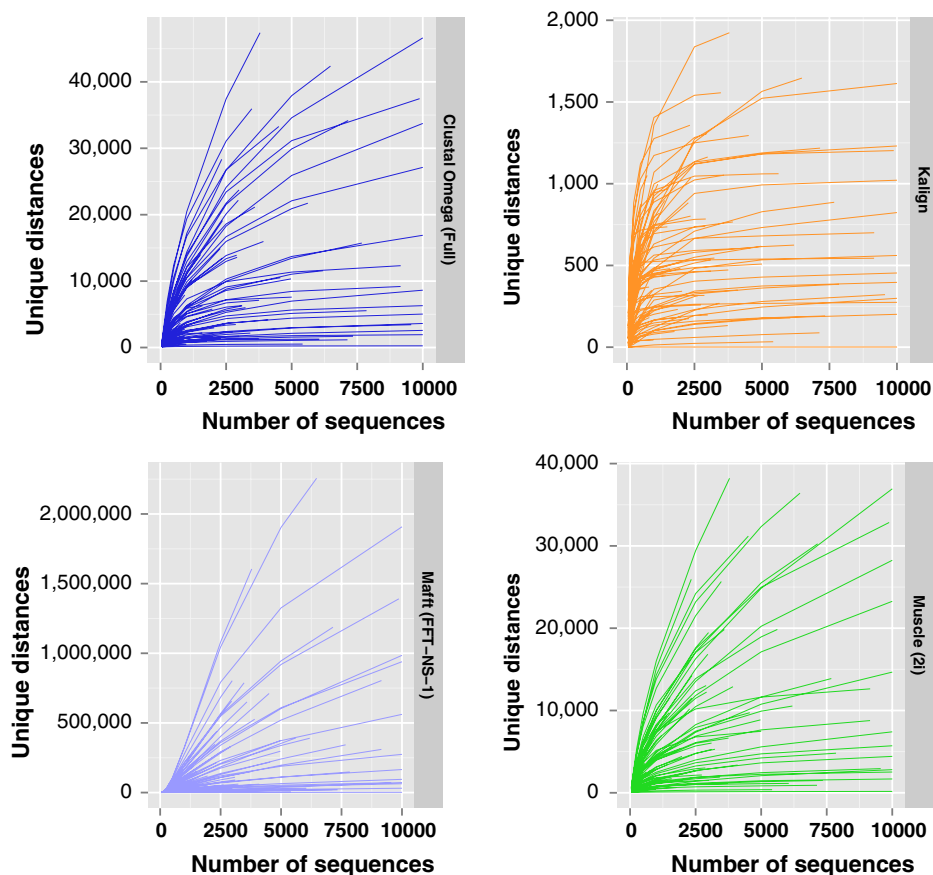 40,000
30,000
20,000
10,000
0
0 2500 5000 7500 10000
Number of sequences
Unique distances
Clustal Omega (Full)
2,000
1,500
1,000
500
0
0 2500 5000 7500 10000
Number of sequences
Unique distances
Kalign
2,000,000
1,500,000
1,000,000
500,000
0
0 2500 5000 7500 10000
Number of sequences
Unique distances
Mafft (FFT−NS−1)
40,000
30,000
20,000
10,000
0
0 2500 5000 7500 10000
Number of sequences
Unique distances
Muscle (2i)